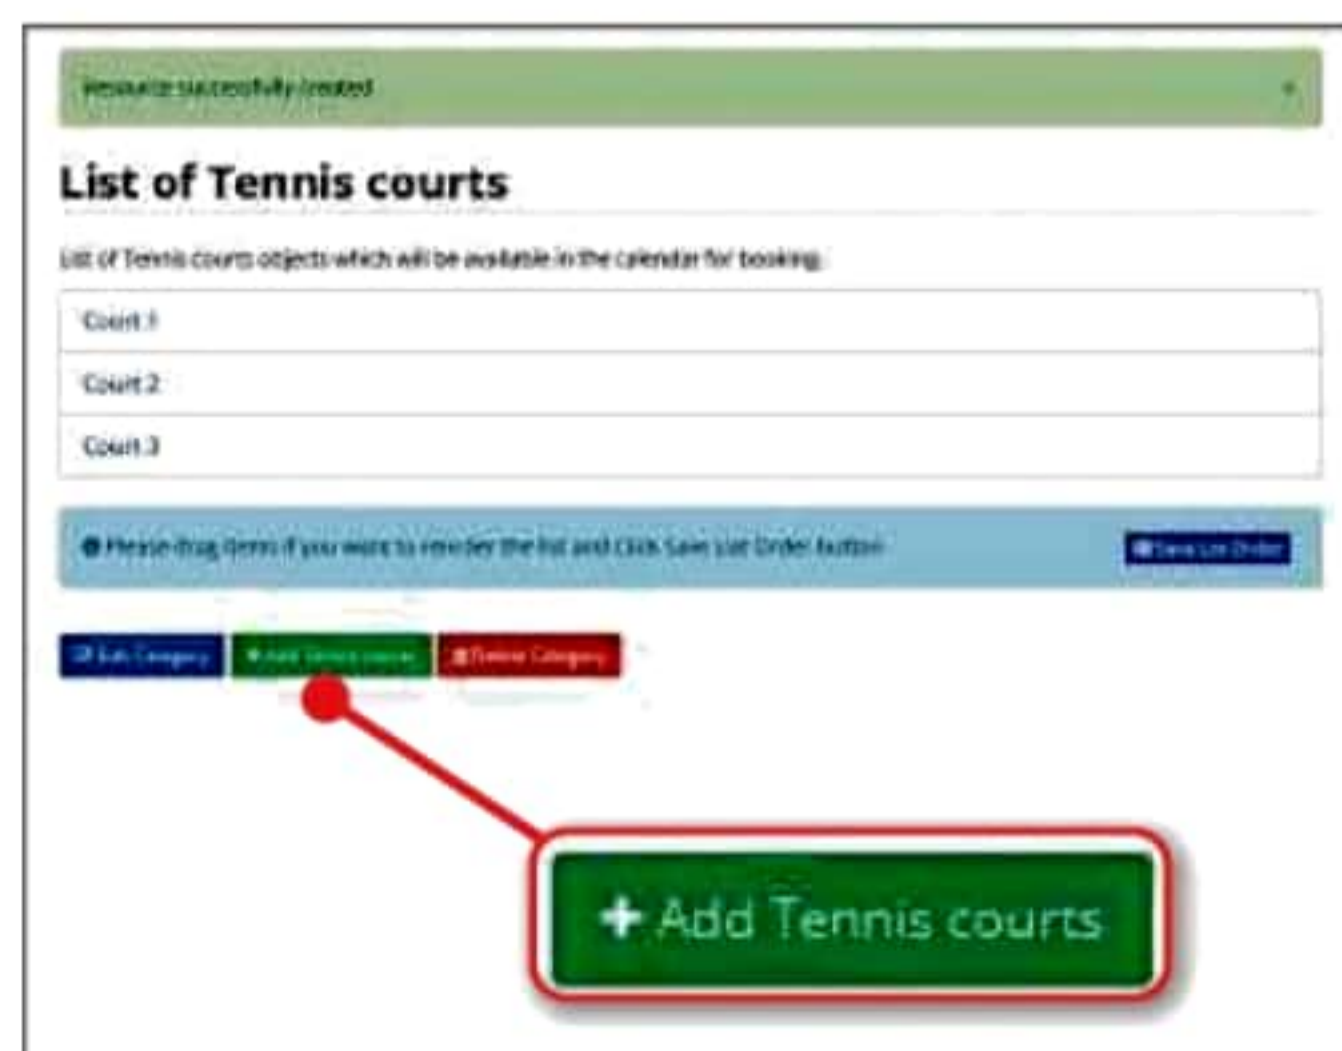 Resource successfully created
List of Tennis courts
List of Tennis courts objects which will be available in the calendar for booking.
Court 1
Court 2
Court 3
Please drag items if you want to reorder the list and click Save List Order button
Save List Order
Edit Category
+ Add Tennis courts
Delete Category
+ Add Tennis courts